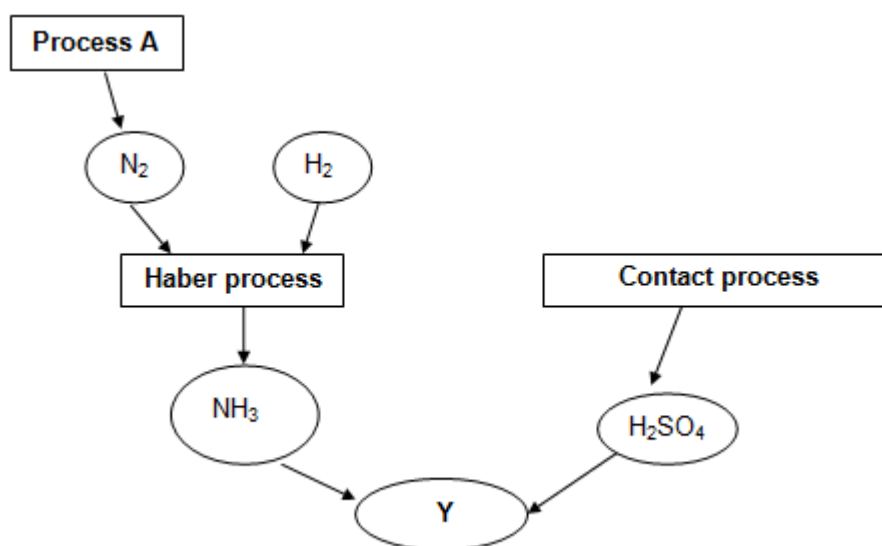 Process A
N₂
H₂
Haber process
Contact process
NH₃
H₂SO₄
Y